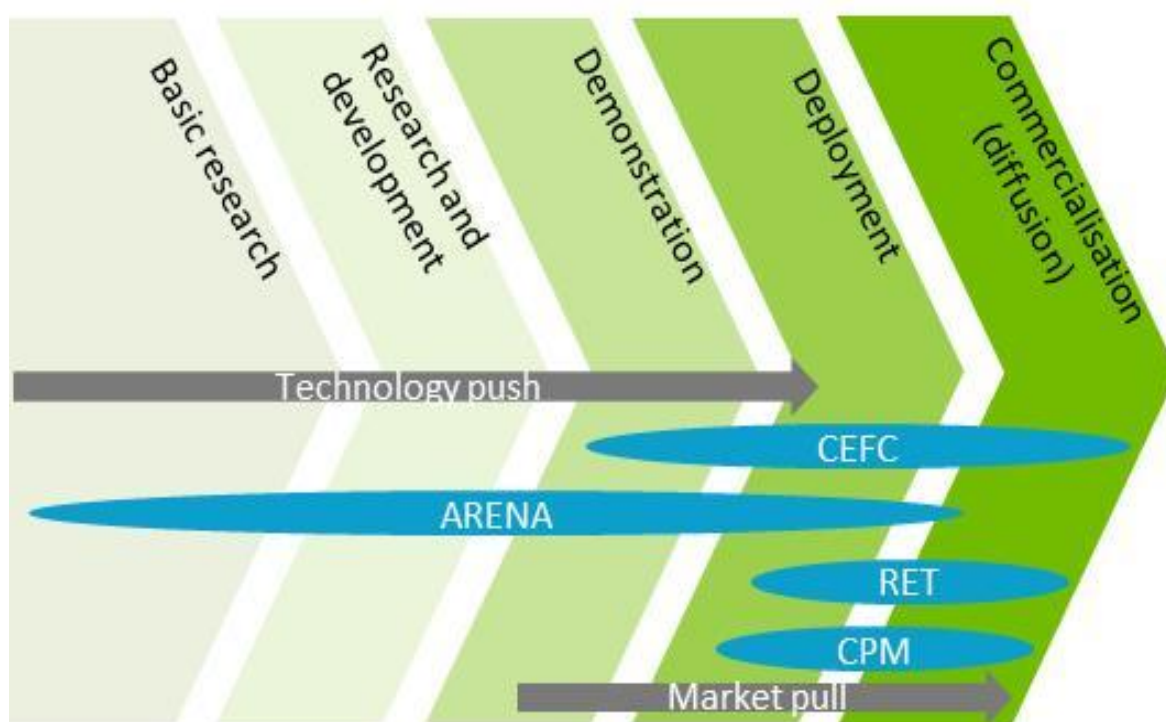 Basic research
Research and
development
Demonstration
Deployment
Commercialisation
(diffusion)
Technology push
CEFC
ARENA
RET
CPM
Market pull